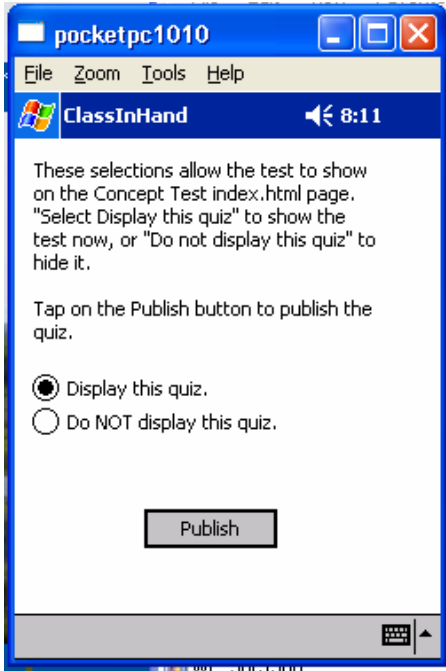 pocketpc1010
File Zoom Tools Help
ClassInHand 8:11
These selections allow the test to show
on the Concept Test index.html page.
"Select Display this quiz" to show the
test now, or "Do not display this quiz" to
hide it.
Tap on the Publish button to publish the
quiz.
Display this quiz.
Do NOT display this quiz.
Publish